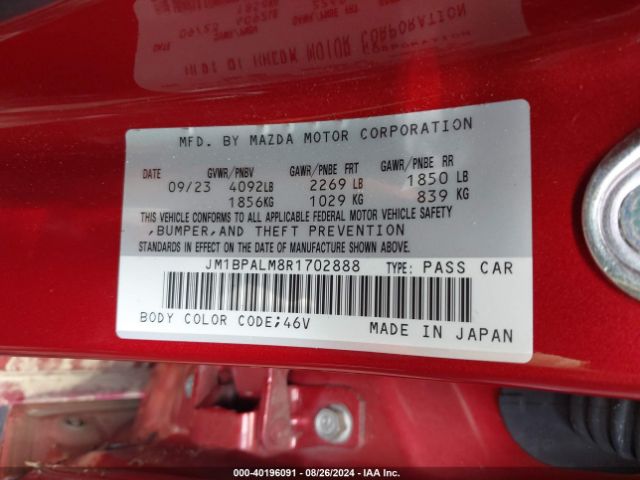 MFD. BY MAZDA MOTOR CORPORATION
DATE GVWR/PNBV GAWR/PNBE FRT GAWR/PNBE RR
09/23 4092LB 2269 LB 1850 LB
1856KG 1029 KG 839 KG
THIS VEHICLE CONFORMS TO ALL APPLICABLE FEDERAL MOTOR VEHICLE SAFETY
,BUMPER,AND THEFT PREVENTION
STANDARDS IN EFFECT ON THE DATE OF MANUFACTURE SHOWN ABOVE.
JM1BPALM8R1702888 TYPE: PASS CAR
BODY COLOR CODE;46V MADE IN JAPAN
000-40196091 - 08/26/2024 - IAA Inc.